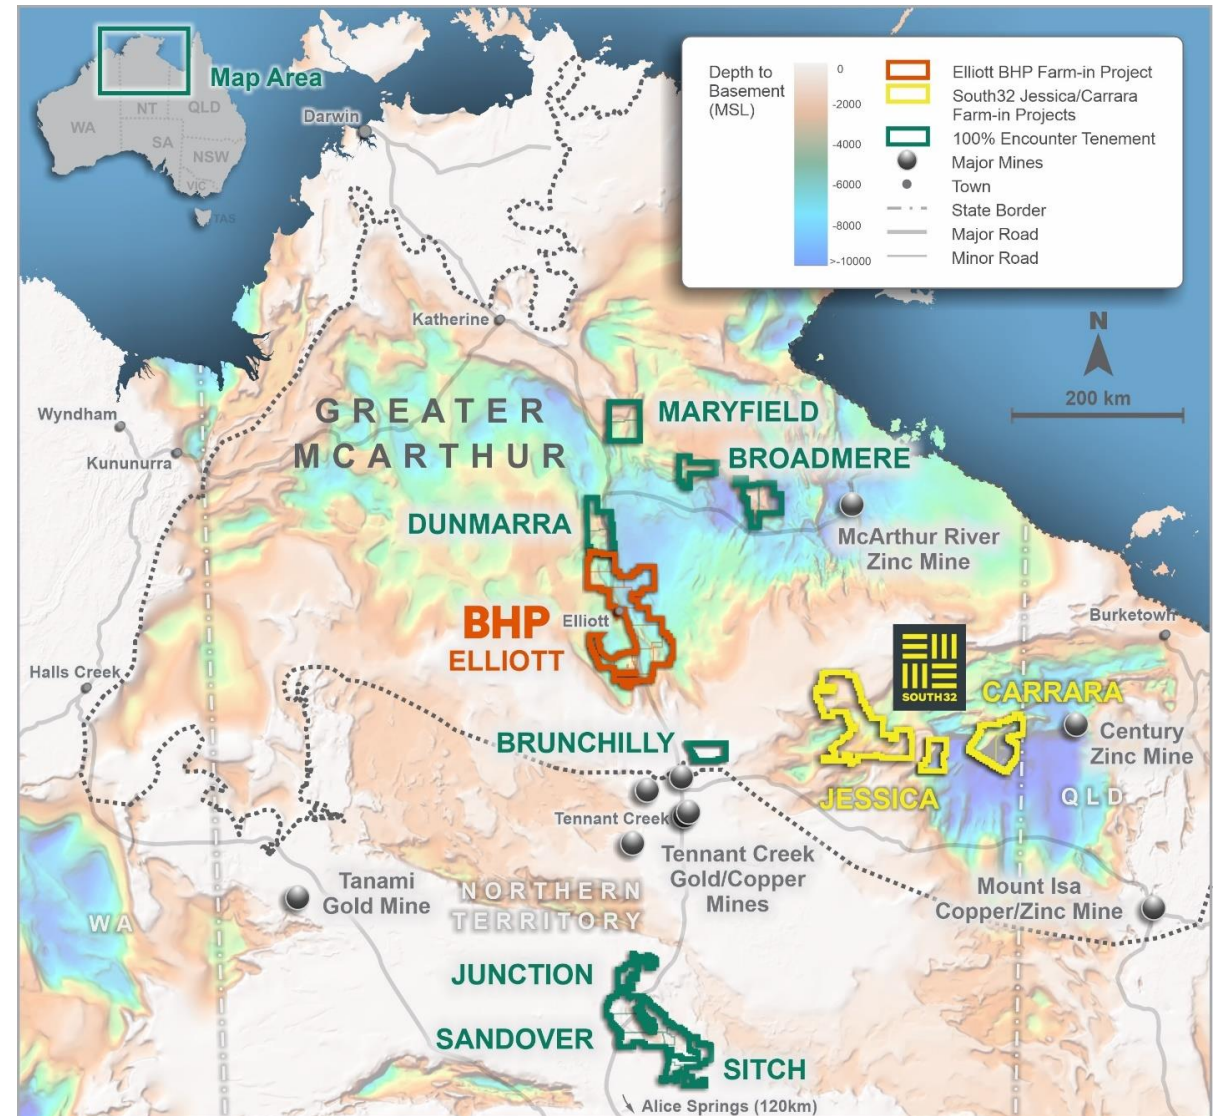 Map Area
WA
NT
QLD
SA
NSW
VIC
TAS
Darwin
Depth to
Basement
(MSL)
0
-2000
-4000
-6000
-8000
>-10000
Elliott BHP Farm-in Project
South32 Jessica/Carrara
Farm-in Projects
100% Encounter Tenement
Major Mines
Town
State Border
Major Road
Minor Road
N
200 km
Katherine
Wyndham
Kununurra
GREATER
MCARTHUR
MARYFIELD
BROADMERE
DUNMARRA
McArthur River
Zinc Mine
BHP
ELLIOTT
Elliott
Burketown
Halls Creek
SOUTH32
CARRARA
Century
Zinc Mine
BRUNCHILLY
JESSICA
QLD
Tennant Creek
Tennant Creek
Gold/Copper
Mines
Tanami
Gold Mine
NORTHERN
TERRITORY
Mount Isa
Copper/Zinc Mine
WA
JUNCTION
SANDOVER
SITCH
Alice Springs (120km)